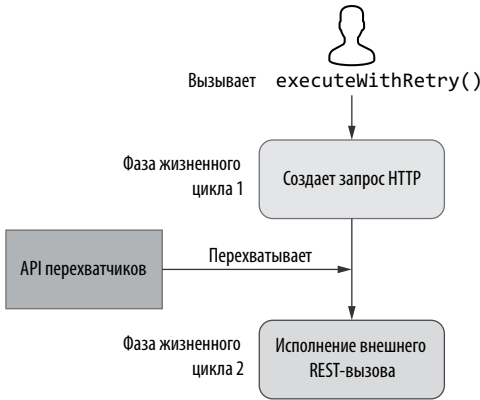 Вызывает executeWithRetry()
Фаза жизненного
цикла 1
Создает запрос HTTP
API перехватчиков
Перехватывает
Фаза жизненного
цикла 2
Исполнение внешнего
REST-вызова